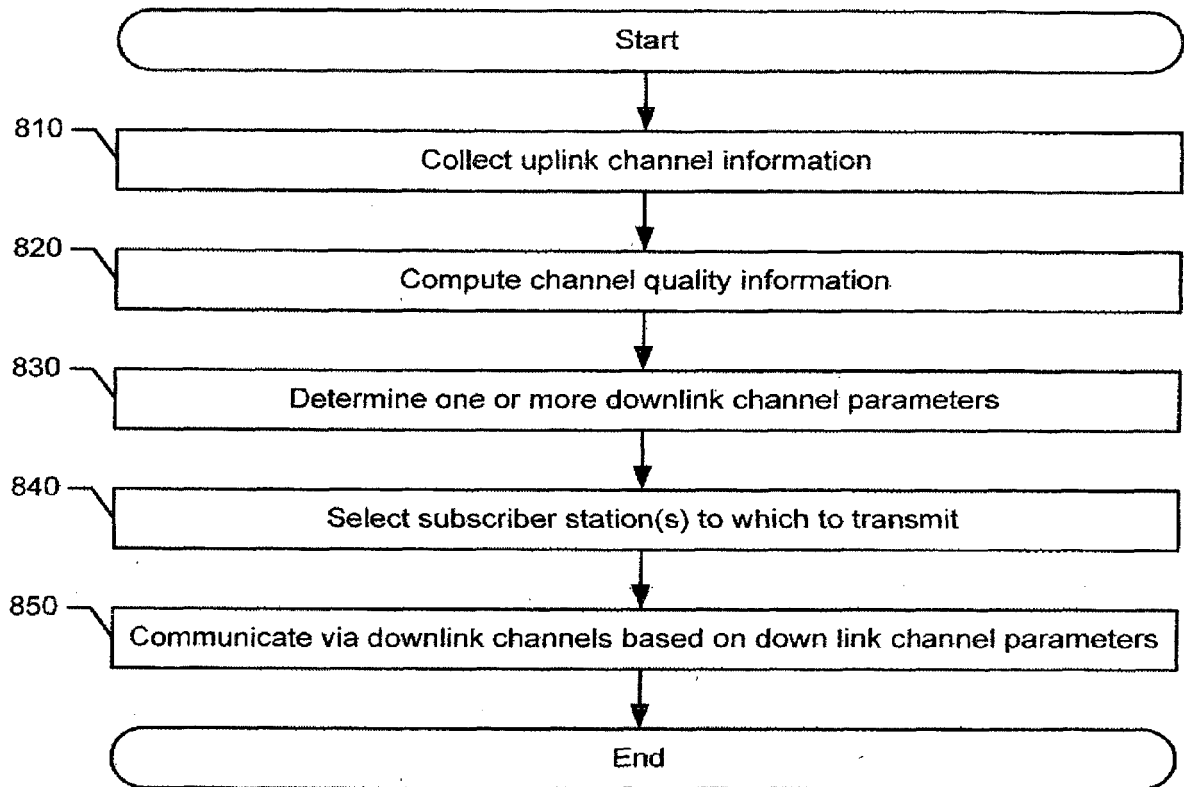 Start
810
Collect uplink channel information
820
Compute channel quality information
830
Determine one or more downlink channel parameters
840
Select subscriber station(s) to which to transmit
850
Communicate via downlink channels based on down link channel parameters
End